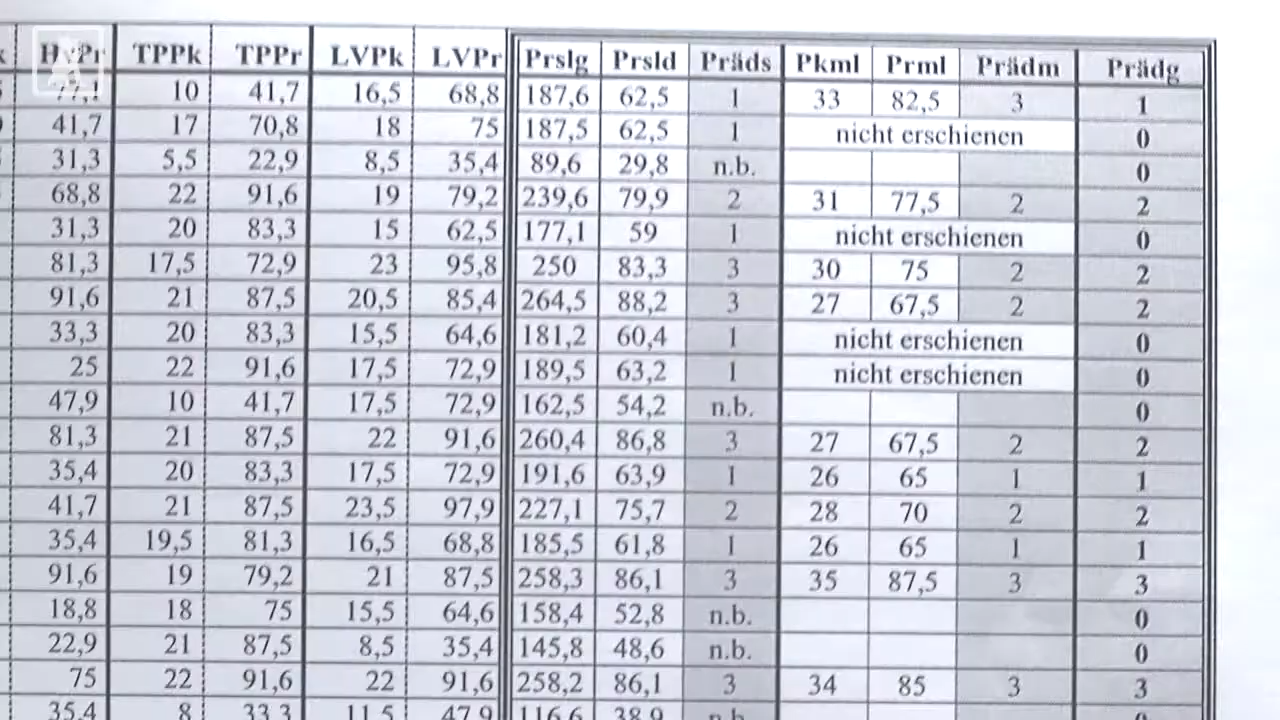 HvPr TPPk TPPr LVPk LVPr Prslg Prsld Präds Pkml Prml Prädm Prädg
77,1 10 41,7 16,5 68,8 187,6 62,5 1 33 82,5 3 1
41,7 17 70,8 18 75 187,5 62,5 1 nicht erschienen 0
31,3 5,5 22,9 8,5 35,4 89,6 29,8 n.b. 0
68,8 22 91,6 19 79,2 239,6 79,9 2 31 77,5 2 2
31,3 20 83,3 15 62,5 177,1 59 1 nicht erschienen 0
81,3 17,5 72,9 23 95,8 250 83,3 3 30 75 2 2
91,6 21 87,5 20,5 85,4 264,5 88,2 3 27 67,5 2 2
33,3 20 83,3 15,5 64,6 181,2 60,4 1 nicht erschienen 0
25 22 91,6 17,5 72,9 189,5 63,2 1 nicht erschienen 0
47,9 10 41,7 17,5 72,9 162,5 54,2 n.b. 0
81,3 21 87,5 22 91,6 260,4 86,8 3 27 67,5 2 2
35,4 20 83,3 17,5 72,9 191,6 63,9 1 26 65 1 1
41,7 21 87,5 23,5 97,9 227,1 75,7 2 28 70 2 2
35,4 19,5 81,3 16,5 68,8 185,5 61,8 1 26 65 1 1
91,6 19 79,2 21 87,5 258,3 86,1 3 35 87,5 3 3
18,8 18 75 15,5 64,6 158,4 52,8 n.b. 0
22,9 21 87,5 8,5 35,4 145,8 48,6 n.b. 0
75 22 91,6 22 91,6 258,2 86,1 3 34 85 3 3
35,4 8 33,3 11,5 47,9 116,6 38,9 n.b. 0